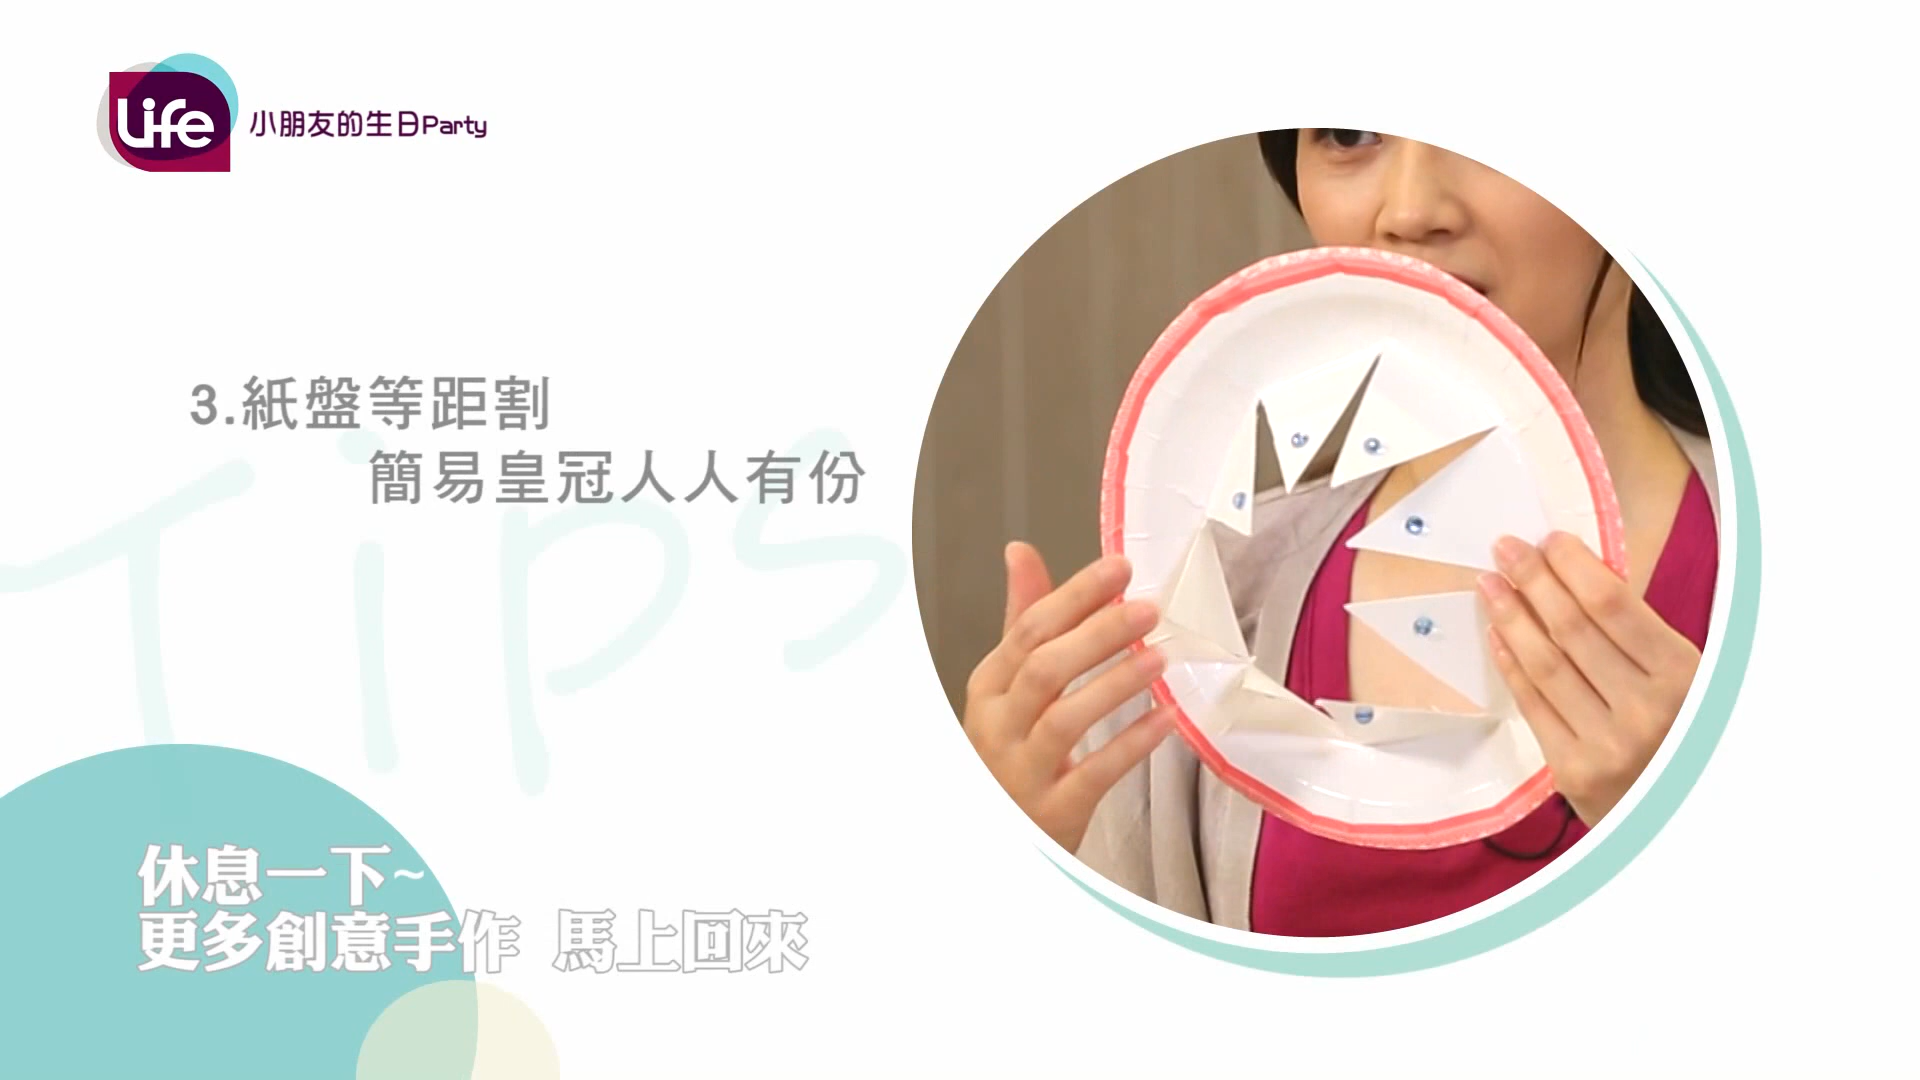 Life
小朋友的生日Party
3.紙盤等距割
簡易皇冠人人有份
Tips
休息一下~
更多創意手作 馬上回來